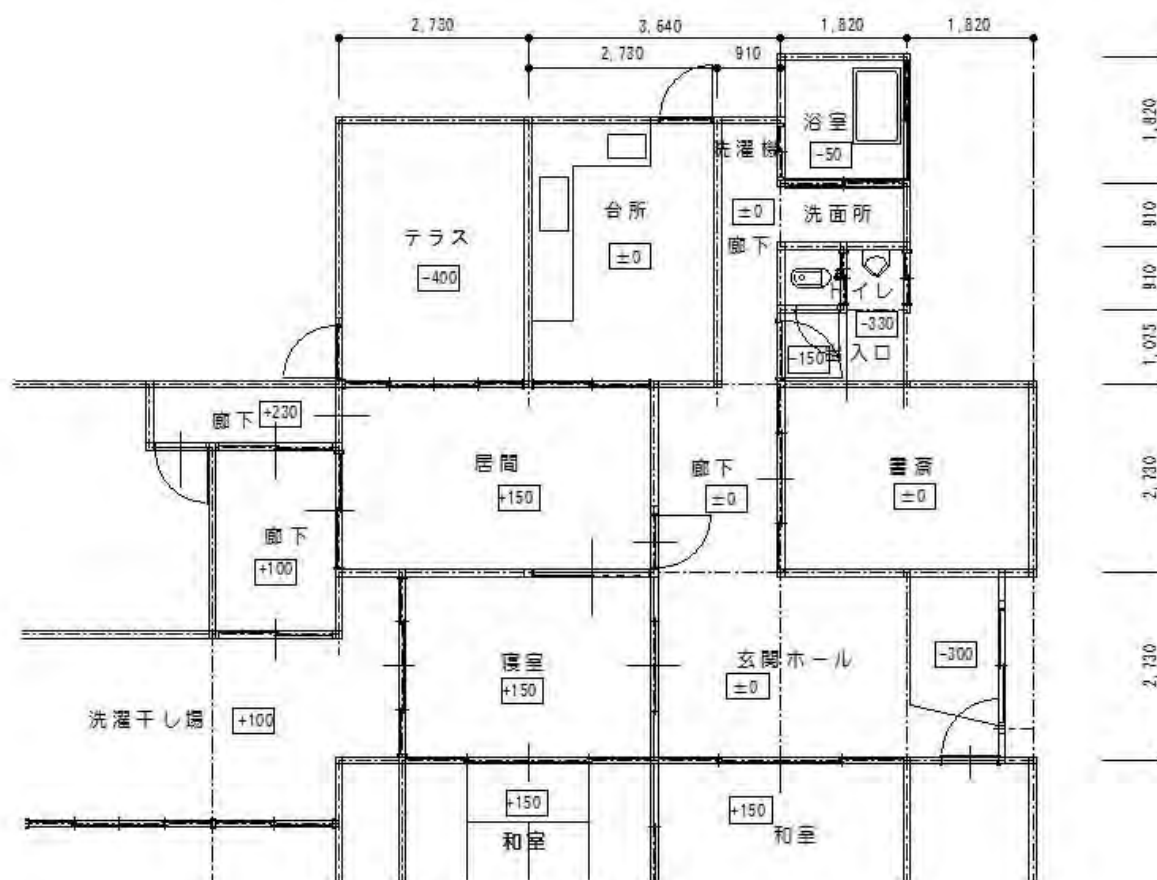 2,730
3,640
1,820
1,820
2,730
910
1,820
浴室
-50
洗濯機
910
台所
±0
洗面所
テラス
±0
廊下
-400
910
トイレ
-330
-150
入口
1,075
廊下
+230
居間
廊下
書斎
2,730
+150
±0
±0
廊下
+100
寝室
玄関ホール
-300
2,730
+150
±0
洗濯干し場
+100
+150
+150
和室
和室